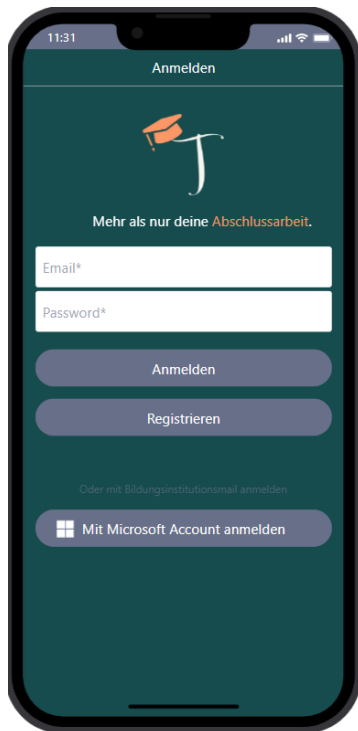 11:31
Anmelden
T
Mehr als nur deine Abschlussarbeit.
Email*
Password*
Anmelden
Registrieren
Oder mit Bildungsinstitutionsmail anmelden
Mit Microsoft Account anmelden